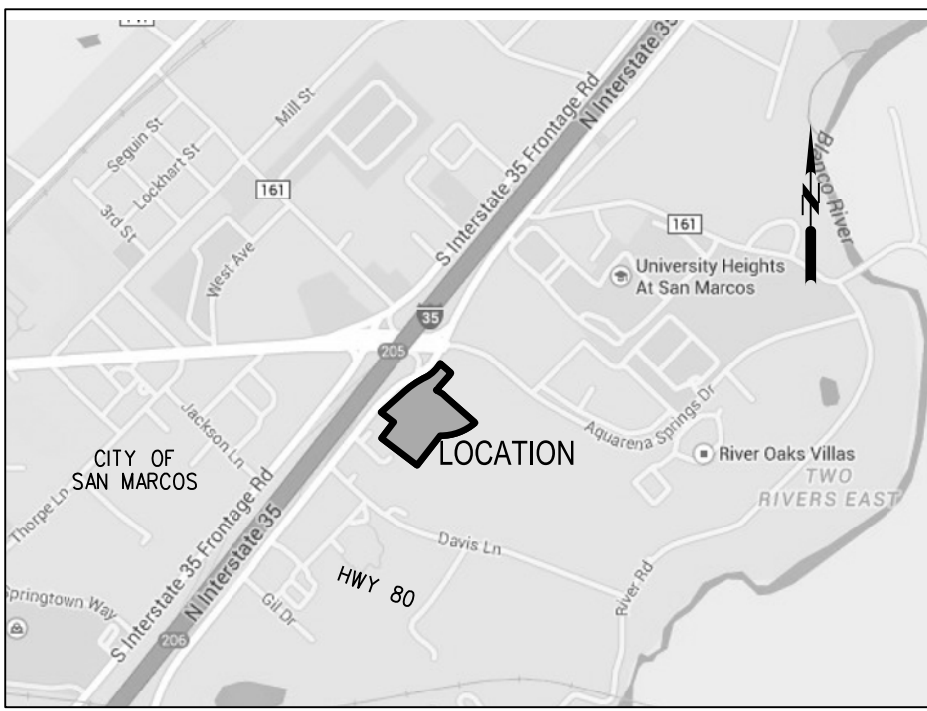 S Interstate 35 Frontage Rd
N Interstate 35
Mill St
Seguin St
Lockhart St
3rd St
161
West Ave
161
Blanco River
N
University Heights
At San Marcos
35
205
Jackson Ln
Aquarena Springs Dr
LOCATION
River Oaks Villas
TWO
RIVERS EAST
CITY OF
SAN MARCOS
Thorpe Ln
S Interstate 35 Frontage Rd
N Interstate 35
Davis Ln
HWY 80
River Rd
Springtown Way
Gil Dr
206